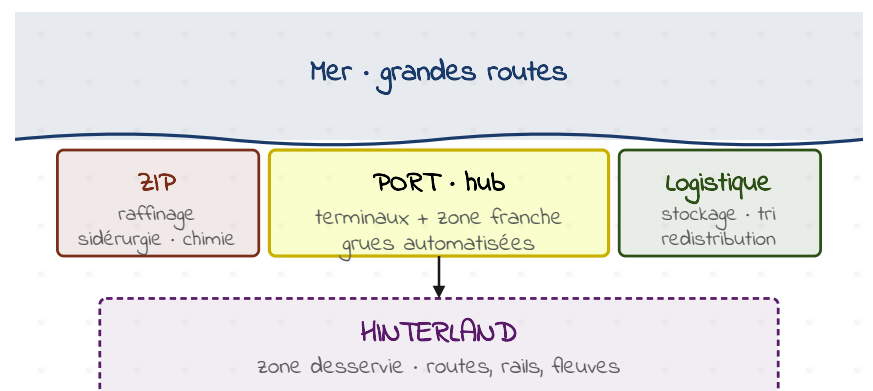 Mer · grandes routes
ZIP
raffinage
sidérurgie · chimie
PORT · hub
terminaux + zone franche
grues automatisées
Logistique
stockage · tri
redistribution
HINTERLAND
zone desservie · routes, rails, fleuves